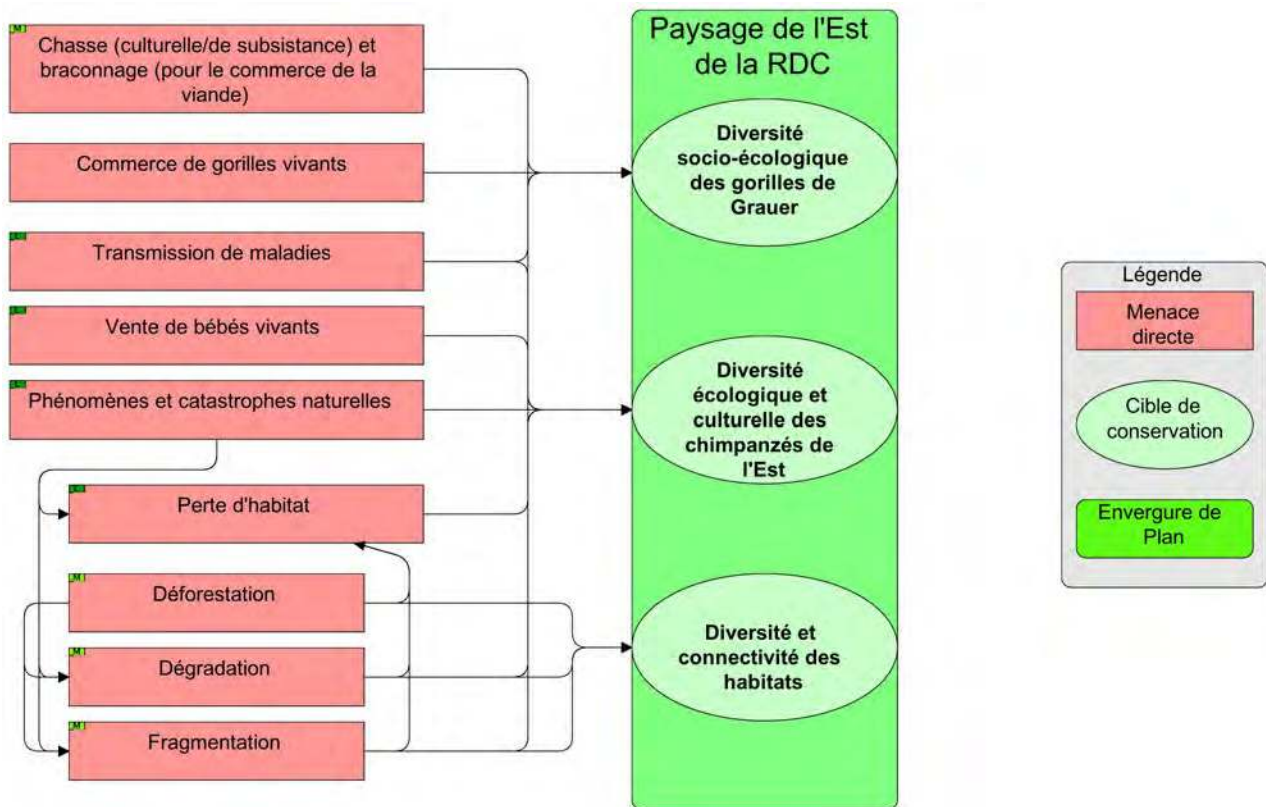 M
Chasse (culturelle/de subsistance) et
braconnage (pour le commerce de la
viande)
Commerce de gorilles vivants
Transmission de maladies
Vente de bébés vivants
Phénomènes et catastrophes naturelles
Perte d'habitat
M
Déforestation
M
Dégradation
M
Fragmentation
Paysage de l'Est
de la RDC
Diversité
socio-écologique
des gorilles de
Grauer
Diversité
écologique et
culturelle des
chimpanzés de
l'Est
Diversité et
connectivité des
habitats
Légende
Menace
directe
Cible de
conservation
Envergure de
Plan